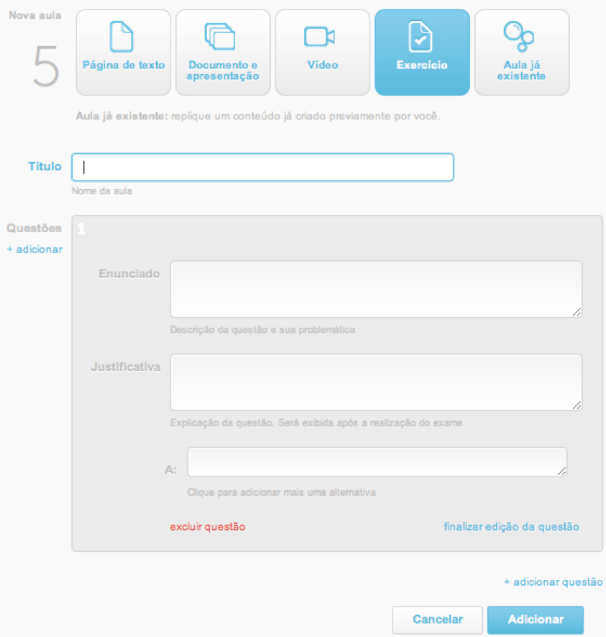 Nova aula
5
Página de texto
Documento e
apresentação
Vídeo
Exercício
Aula já
existente
Aula já existente: replique um conteúdo já criado previamente por você.
Título
Nome da aula
Questões
+ adicionar
1
Enunciado
Descrição da questão e sua problemática
Justificativa
Explicação da questão. Será exibida após a realização do exame
A:
Clique para adicionar mais uma alternativa
excluir questão
finalizar edição da questão
+ adicionar questão
Cancelar
Adicionar